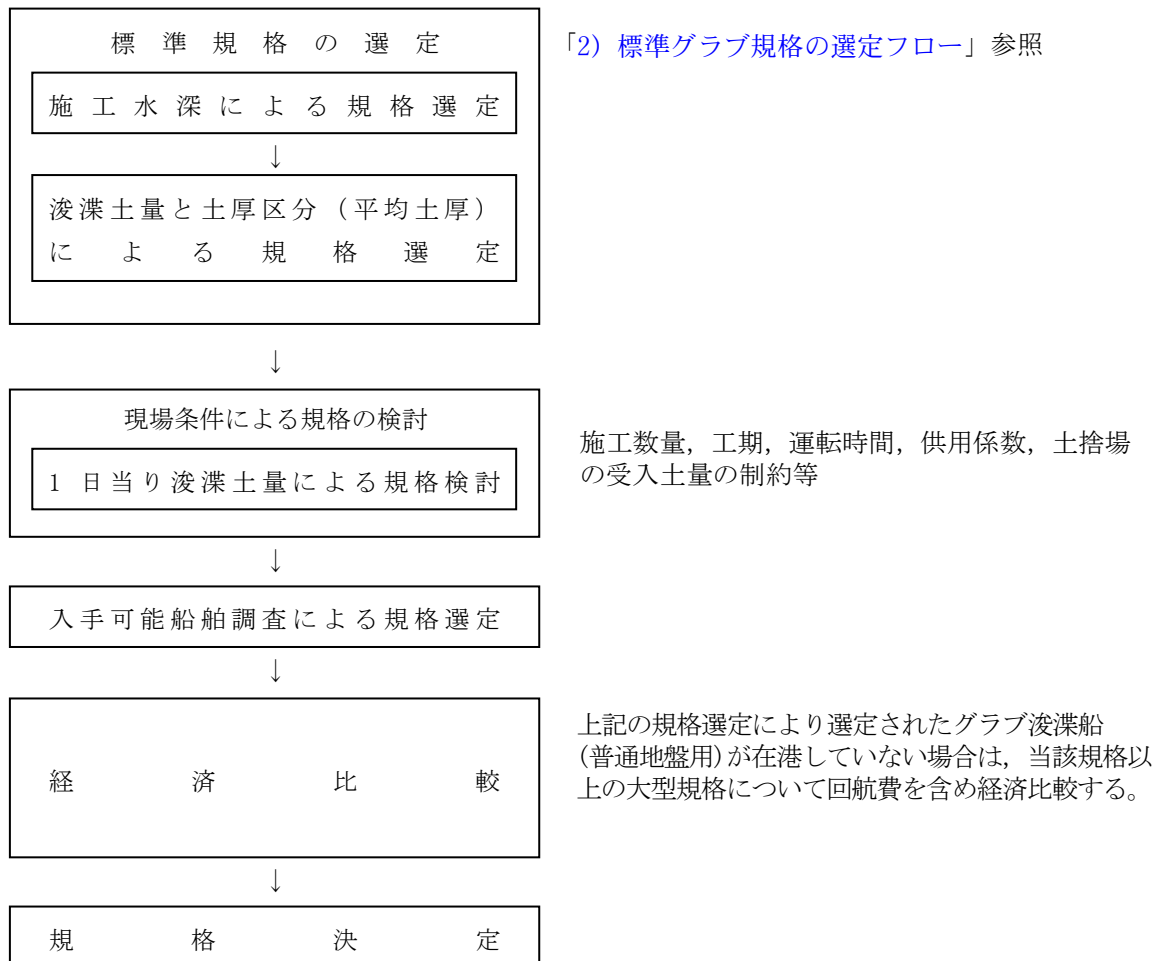 標準規格の選定
「2）標準グラブ規格の選定フロー」参照
施工水深による規格選定
↓
浚渫土量と土厚区分（平均土厚）
による規格選定
↓
現場条件による規格の検討
1日当り浚渫土量による規格検討
施工数量，工期，運転時間，供用係数，土捨場
の受入土量の制約等
↓
入手可能船舶調査による規格選定
↓
経済比較
上記の規格選定により選定されたグラブ浚渫船
(普通地盤用)が在港していない場合は，当該規格以
上の大型規格について回航費を含め経済比較する。
↓
規格決定